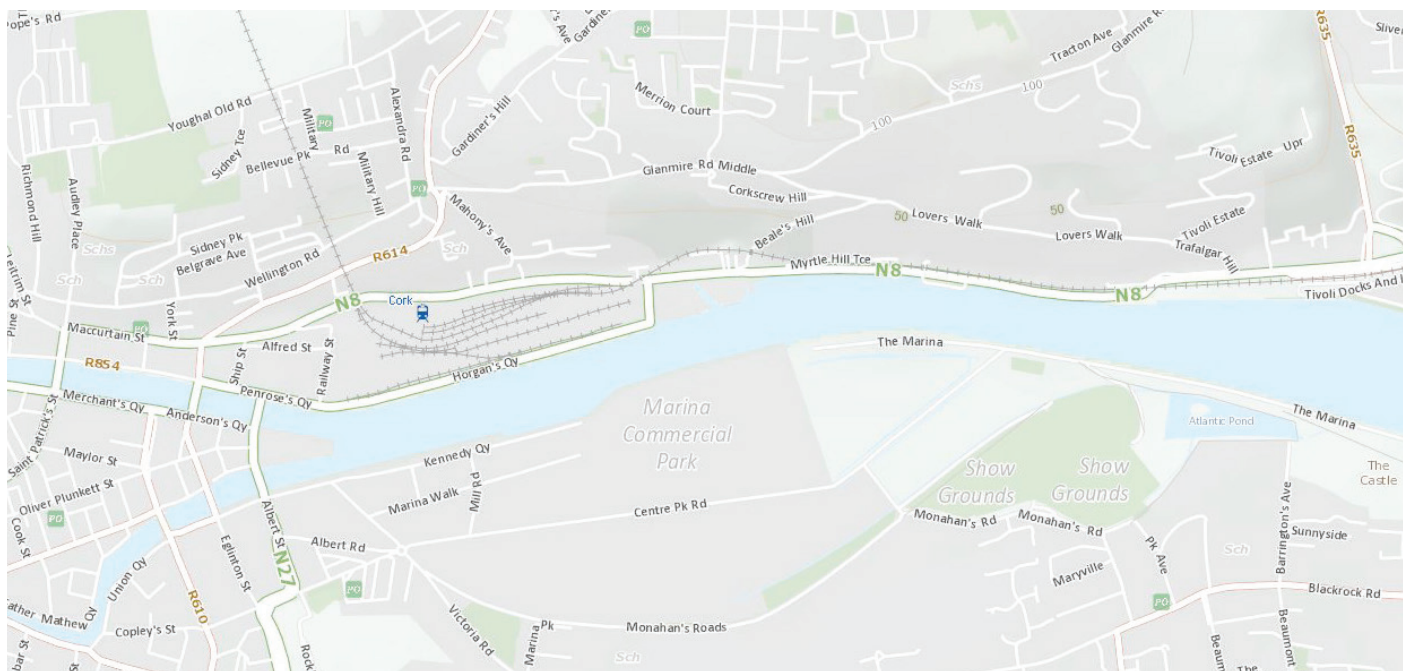 Pope's Rd
PO
Gardiner's
R635
Tracton Ave
Glanmire Rd
Schs
100
Merrion Court
100
Youghal Old Rd
Military
Alexandra Rd
Gardiner's Hill
PO
Sidney Tce
Bellevue Pk
Rd
Military Hill
Tivoli Estate Upr
R635
Richmond Hill
Audley Place
PO
Glanmire Rd Middle
Corkscrew Hill
Mahony's Ave
50
Lovers Walk
50
Tivoli Estate
Schs
Sidney Pk
Belgrave Ave
Sch
Beale's Hill
Lovers Walk
Trafalgar Hill
Leitrim St
Sch
Sch
Wellington Rd
R614
Myrtle Hill Tce
N8
N8
N8
Cork
Tivoli Docks And
Pine St
York St
PO
Maccurtain St
Alfred St
Ship St
Railway St
The Marina
R854
Horgan's Qy
Penrose's Qy
Merchant's Qy
Anderson's Qy
Saint Patrick's St
Marina
Commercial
Park
Atlantic Pond
The Marina
Maylor St
Kennedy Qy
Show
Grounds
Show
Grounds
The
Castle
Oliver Plunkett St
Marina Walk
Mill Rd
Centre Pk Rd
PO
Cook St
Albert St
Albert Rd
Monahan's Rd
Monahan's Rd
Barrington's Ave
Sunnyside
Union Qy
Eglinton St
N27
Pk Ave
Sch
PO
Maryville
Blackrock Rd
PO
R610
Father Mathew Qy
Copley's St
Victoria Rd
Marina
Pk
Monahan's Roads
Sch
Beaumont
The